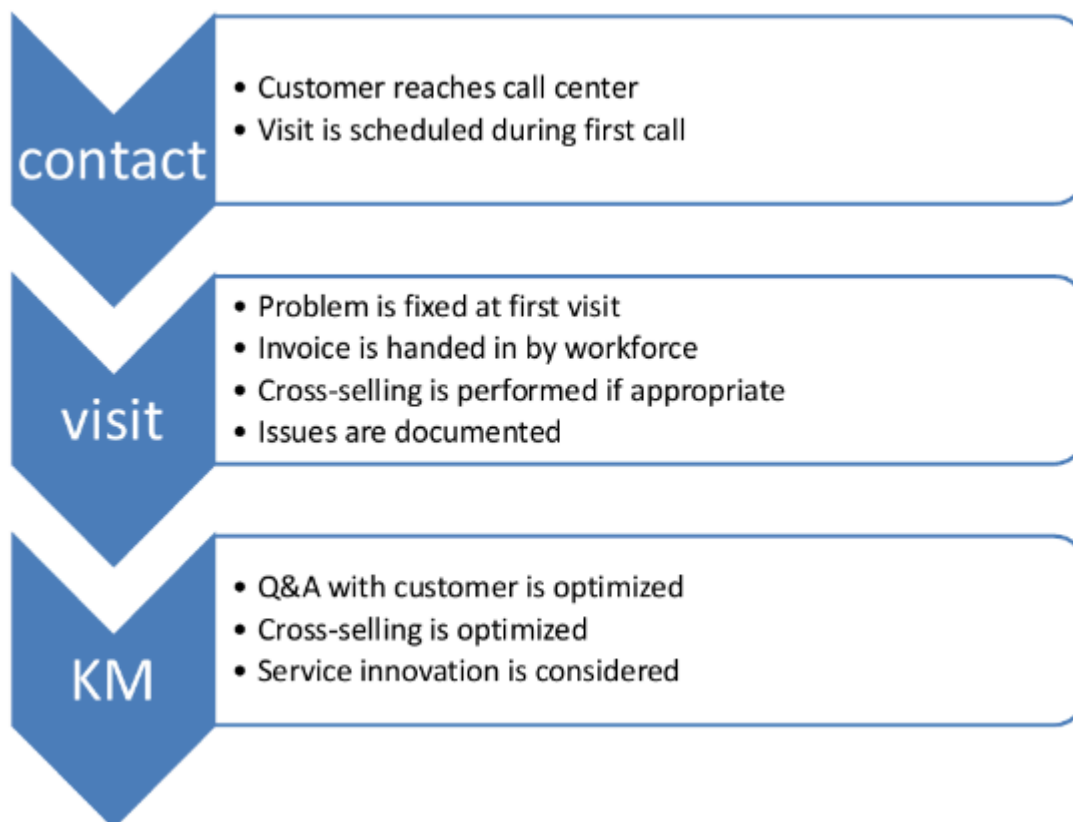 contact
• Customer reaches call center
• Visit is scheduled during first call
visit
• Problem is fixed at first visit
• Invoice is handed in by workforce
• Cross-selling is performed if appropriate
• Issues are documented
KM
• Q&A with customer is optimized
• Cross-selling is optimized
• Service innovation is considered